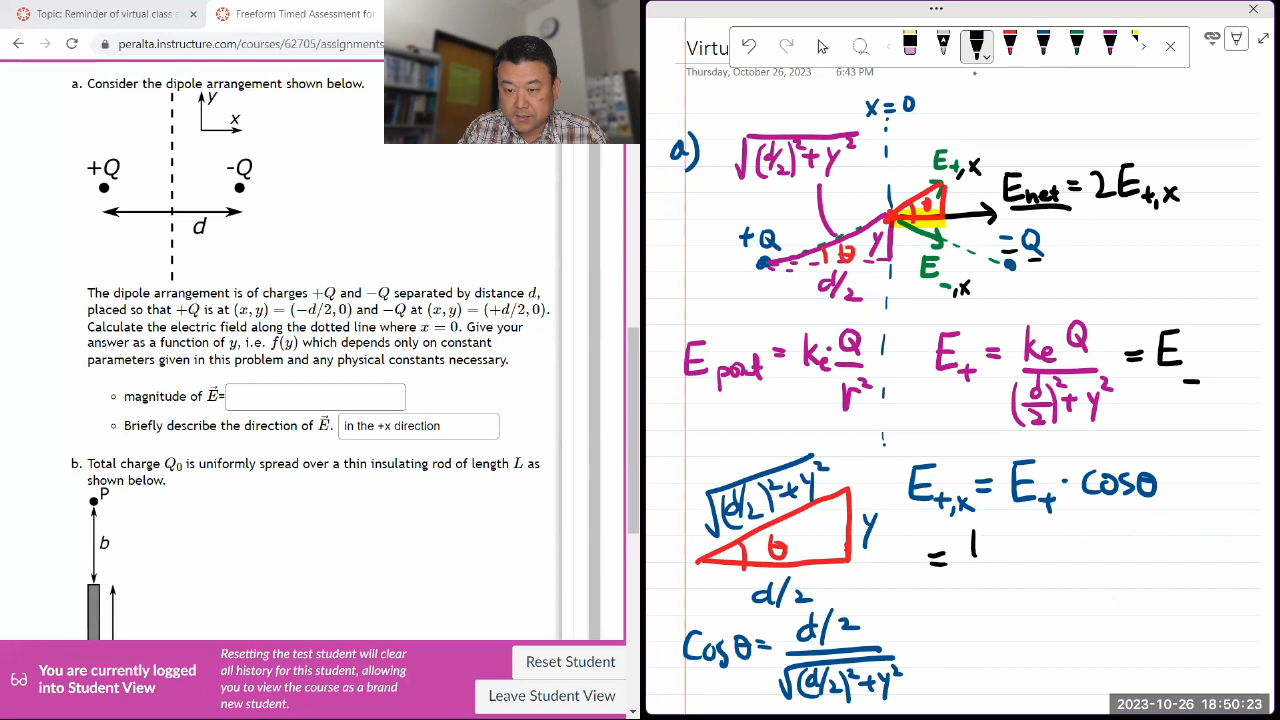 Topic: Reminder of virtual class
Freeform Timed Assessment for
peralta.instructure.com/courses/62705/assignments
a. Consider the dipole arrangement shown below.
y
x
+Q
-Q
d
The dipole arrangement is of charges +Q and −Q separated by distance d,
placed so that +Q is at (x, y) = (−d/2, 0) and −Q at (x, y) = (+d/2, 0).
Calculate the electric field along the dotted line where x = 0. Give your
answer as a function of y, i.e. f(y) which depends only on constant
parameters given in this problem and any physical constants necessary.
magnitude of E⃗=
Briefly describe the direction of E⃗. in the +x direction
b. Total charge Q₀ is uniformly spread over a thin insulating rod of length L as
shown below.
P
b
You are currently logged
into Student View
Resetting the test student will clear
all history for this student, allowing
you to view the course as a brand
new student.
Reset Student
Leave Student View
Virtu
Thursday, October 26, 2023 6:43 PM
x = 0
a)
√((d/2)² + y²)
E+,x
E_net = 2E+,x
θ
+Q
θ
y
−Q
E−,x
d/2
E_point = ke · Q/r²
E+ = ke Q/((d/2)² + y²) = E−
√((d/2)² + y²)
θ
y
d/2
E+,x = E+ · cosθ
=
Cosθ = (d/2)/√((d/2)² + y²)
2023-10-26 18:50:23